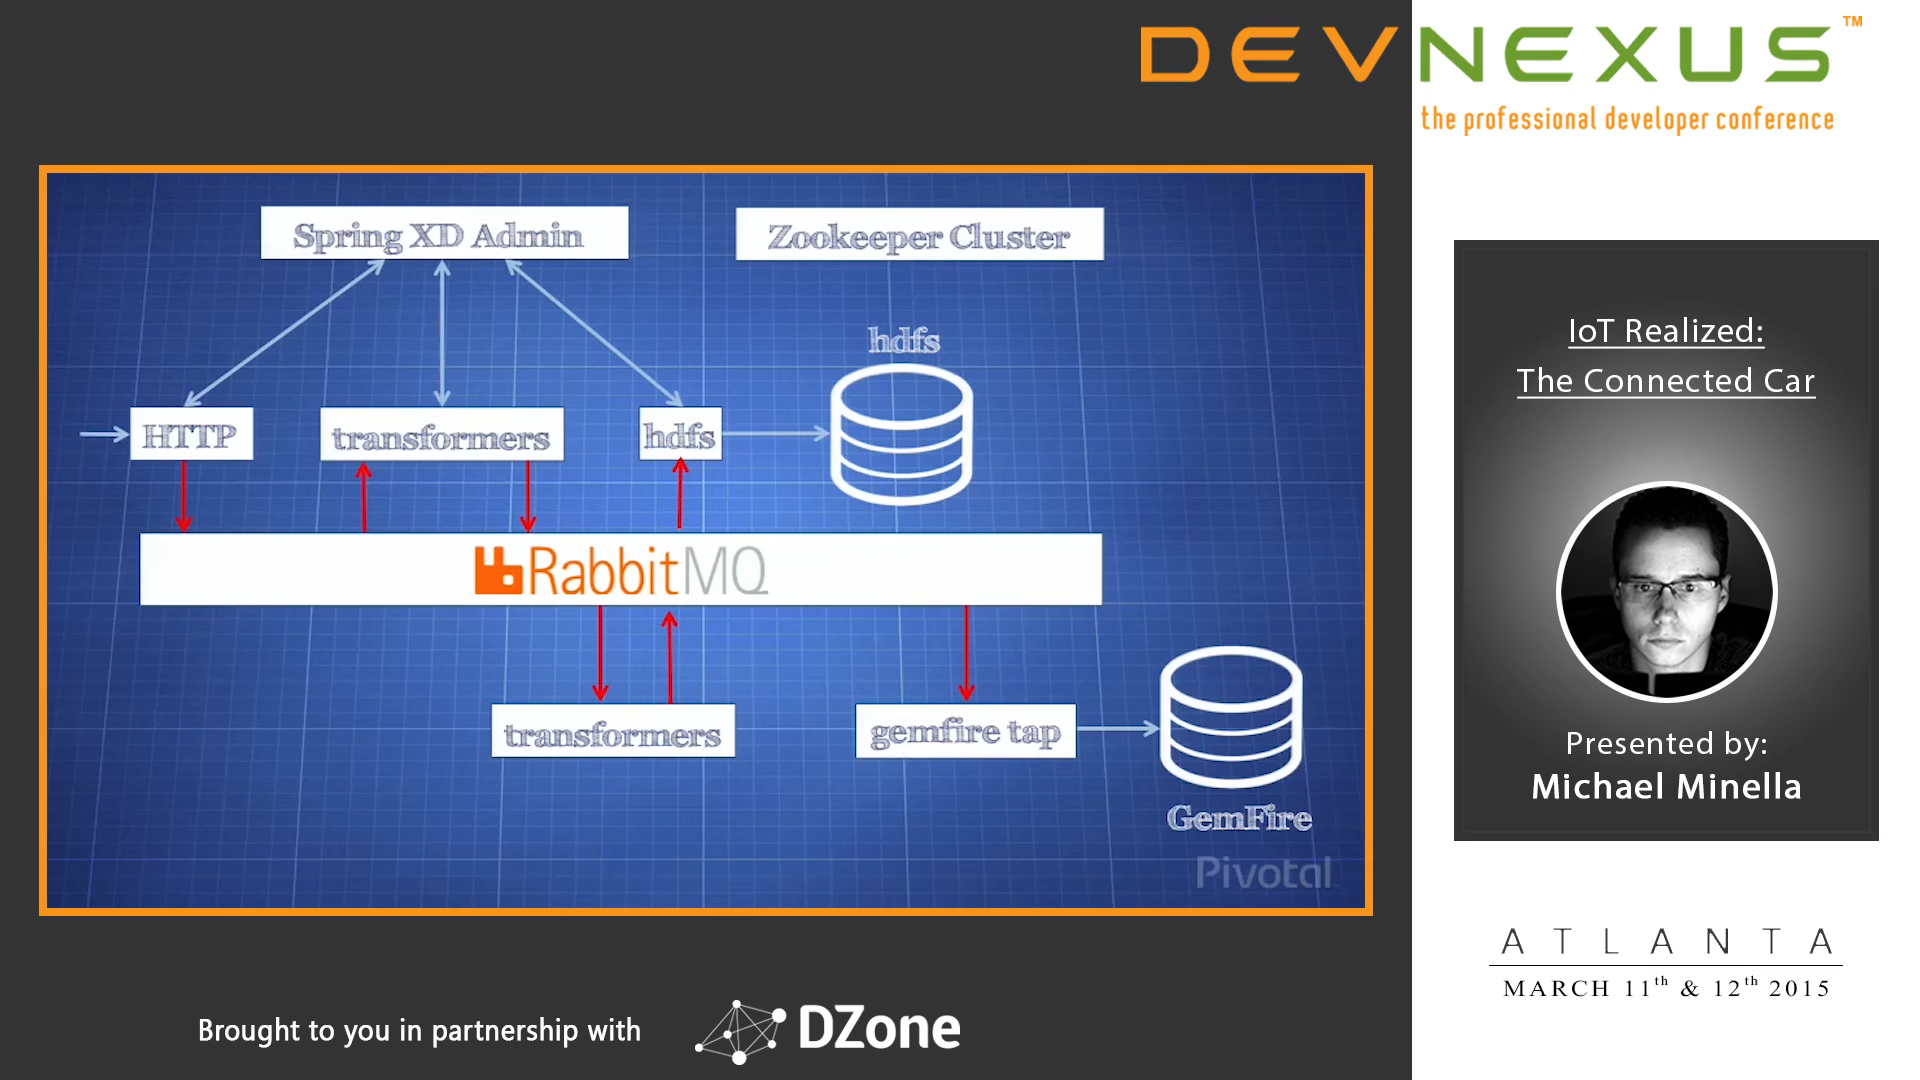 DEVNEXUS™
the professional developer conference
Spring XD Admin
Zookeeper Cluster
hdfs
HTTP
transformers
hdfs
RabbitMQ
transformers
gemfire tap
GemFire
Pivotal
IoT Realized:
The Connected Car
Presented by:
Michael Minella
ATLANTA
MARCH 11th & 12th 2015
Brought to you in partnership with
DZone